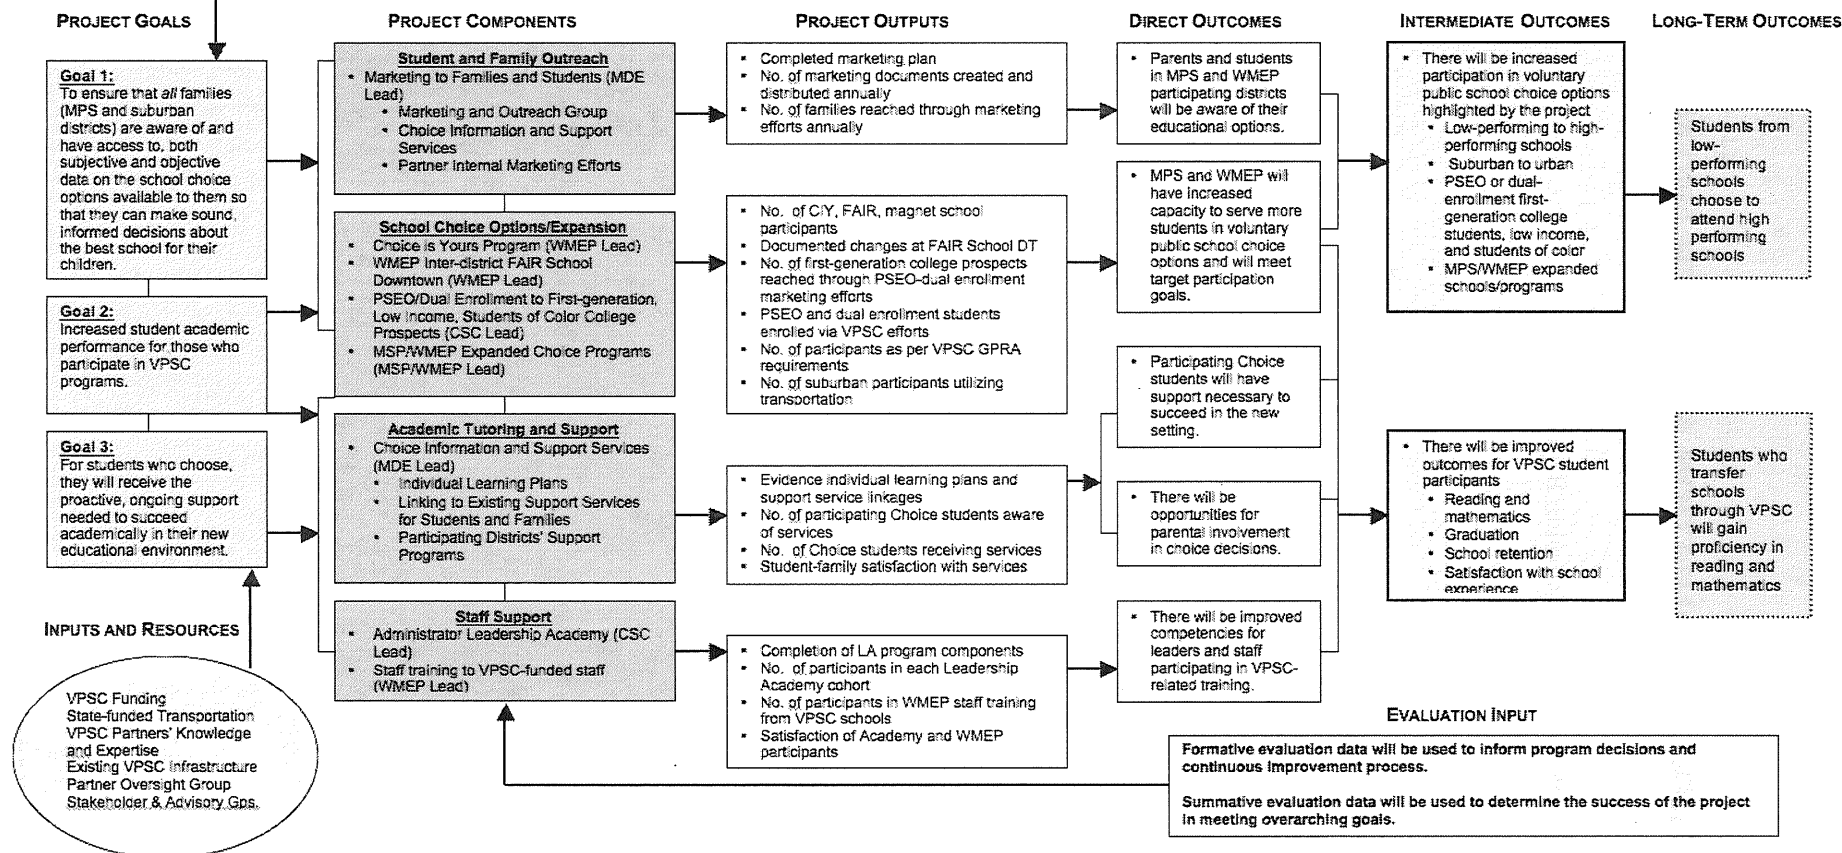 PROJECT GOALS
Goal 1:
To ensure that all families
(MPS and suburban
districts) are aware of and
have access to, both
subjective and objective
data on the school choice
options available to them so
that they can make sound,
informed decisions about
the best school for their
children.
Goal 2:
Increased student academic
performance for those who
participate in VPSC
programs.
Goal 3:
For students who choose,
they will receive the
proactive, ongoing support
needed to succeed
academically in their new
educational environment.
INPUTS AND RESOURCES
VPSC Funding
State-funded Transportation
VPSC Partners' Knowledge
and Expertise
Existing VPSC Infrastructure
Partner Oversight Group
Stakeholder & Advisory Gps.
PROJECT COMPONENTS
Student and Family Outreach
• Marketing to Families and Students (MDE
Lead)
• Marketing and Outreach Group
• Choice Information and Support
Services
• Partner Internal Marketing Efforts
School Choice Options/Expansion
• Choice is Yours Program (WMEP Lead)
• WMEP Inter-district FAIR School
Downtown (WMEP Lead)
• PSEO/Dual Enrollment to First-generation,
Low Income, Students of Color College
Prospects (CSC Lead)
• MSP/WMEP Expanded Choice Programs
(MSP/WMEP Lead)
Academic Tutoring and Support
• Choice Information and Support Services
(MDE Lead)
• Individual Learning Plans
• Linking to Existing Support Services
for Students and Families
• Participating Districts' Support
Programs
Staff Support
• Administrator Leadership Academy (CSC
Lead)
• Staff training to VPSC-funded staff
(WMEP Lead)
PROJECT OUTPUTS
• Completed marketing plan
• No. of marketing documents created and
distributed annually
• No. of families reached through marketing
efforts annually
• No. of CIY, FAIR, magnet school
participants
• Documented changes at FAIR School DT
• No. of first-generation college prospects
reached through PSEO-dual enrollment
marketing efforts
• PSEO and dual enrollment students
enrolled via VPSC efforts
• No. of participants as per VPSC GPRA
requirements
• No. of suburban participants utilizing
transportation
• Evidence individual learning plans and
support service linkages
• No. of participating Choice students aware
of services
• No. of Choice students receiving services
• Student-family satisfaction with services
• Completion of LA program components
• No. of participants in each Leadership
Academy cohort
• No. of participants in WMEP staff training
from VPSC schools
• Satisfaction of Academy and WMEP
participants
DIRECT OUTCOMES
• Parents and students
in MPS and WMEP
participating districts
will be aware of their
educational options.
• MPS and WMEP will
have increased
capacity to serve more
students in voluntary
public school choice
options and will meet
target participation
goals.
• Participating Choice
students will have
support necessary to
succeed in the new
setting.
• There will be
opportunities for
parental involvement
in choice decisions.
• There will be improved
competencies for
leaders and staff
participating in VPSC-
related training.
INTERMEDIATE OUTCOMES
• There will be increased
participation in voluntary
public school choice options
highlighted by the project
• Low-performing to high-
performing schools
• Suburban to urban
• PSEO or dual-
enrollment first-
generation college
students, low income,
and students of color
• MPS/WMEP expanded
schools/programs
• There will be improved
outcomes for VPSC student
participants
• Reading and
mathematics
• Graduation
• School retention
• Satisfaction with school
experience
LONG-TERM OUTCOMES
Students from
low-
performing
schools
choose to
attend high
performing
schools
Students who
transfer
schools
through VPSC
will gain
proficiency in
reading and
mathematics
EVALUATION INPUT
Formative evaluation data will be used to inform program decisions and
continuous improvement process.
Summative evaluation data will be used to determine the success of the project
in meeting overarching goals.